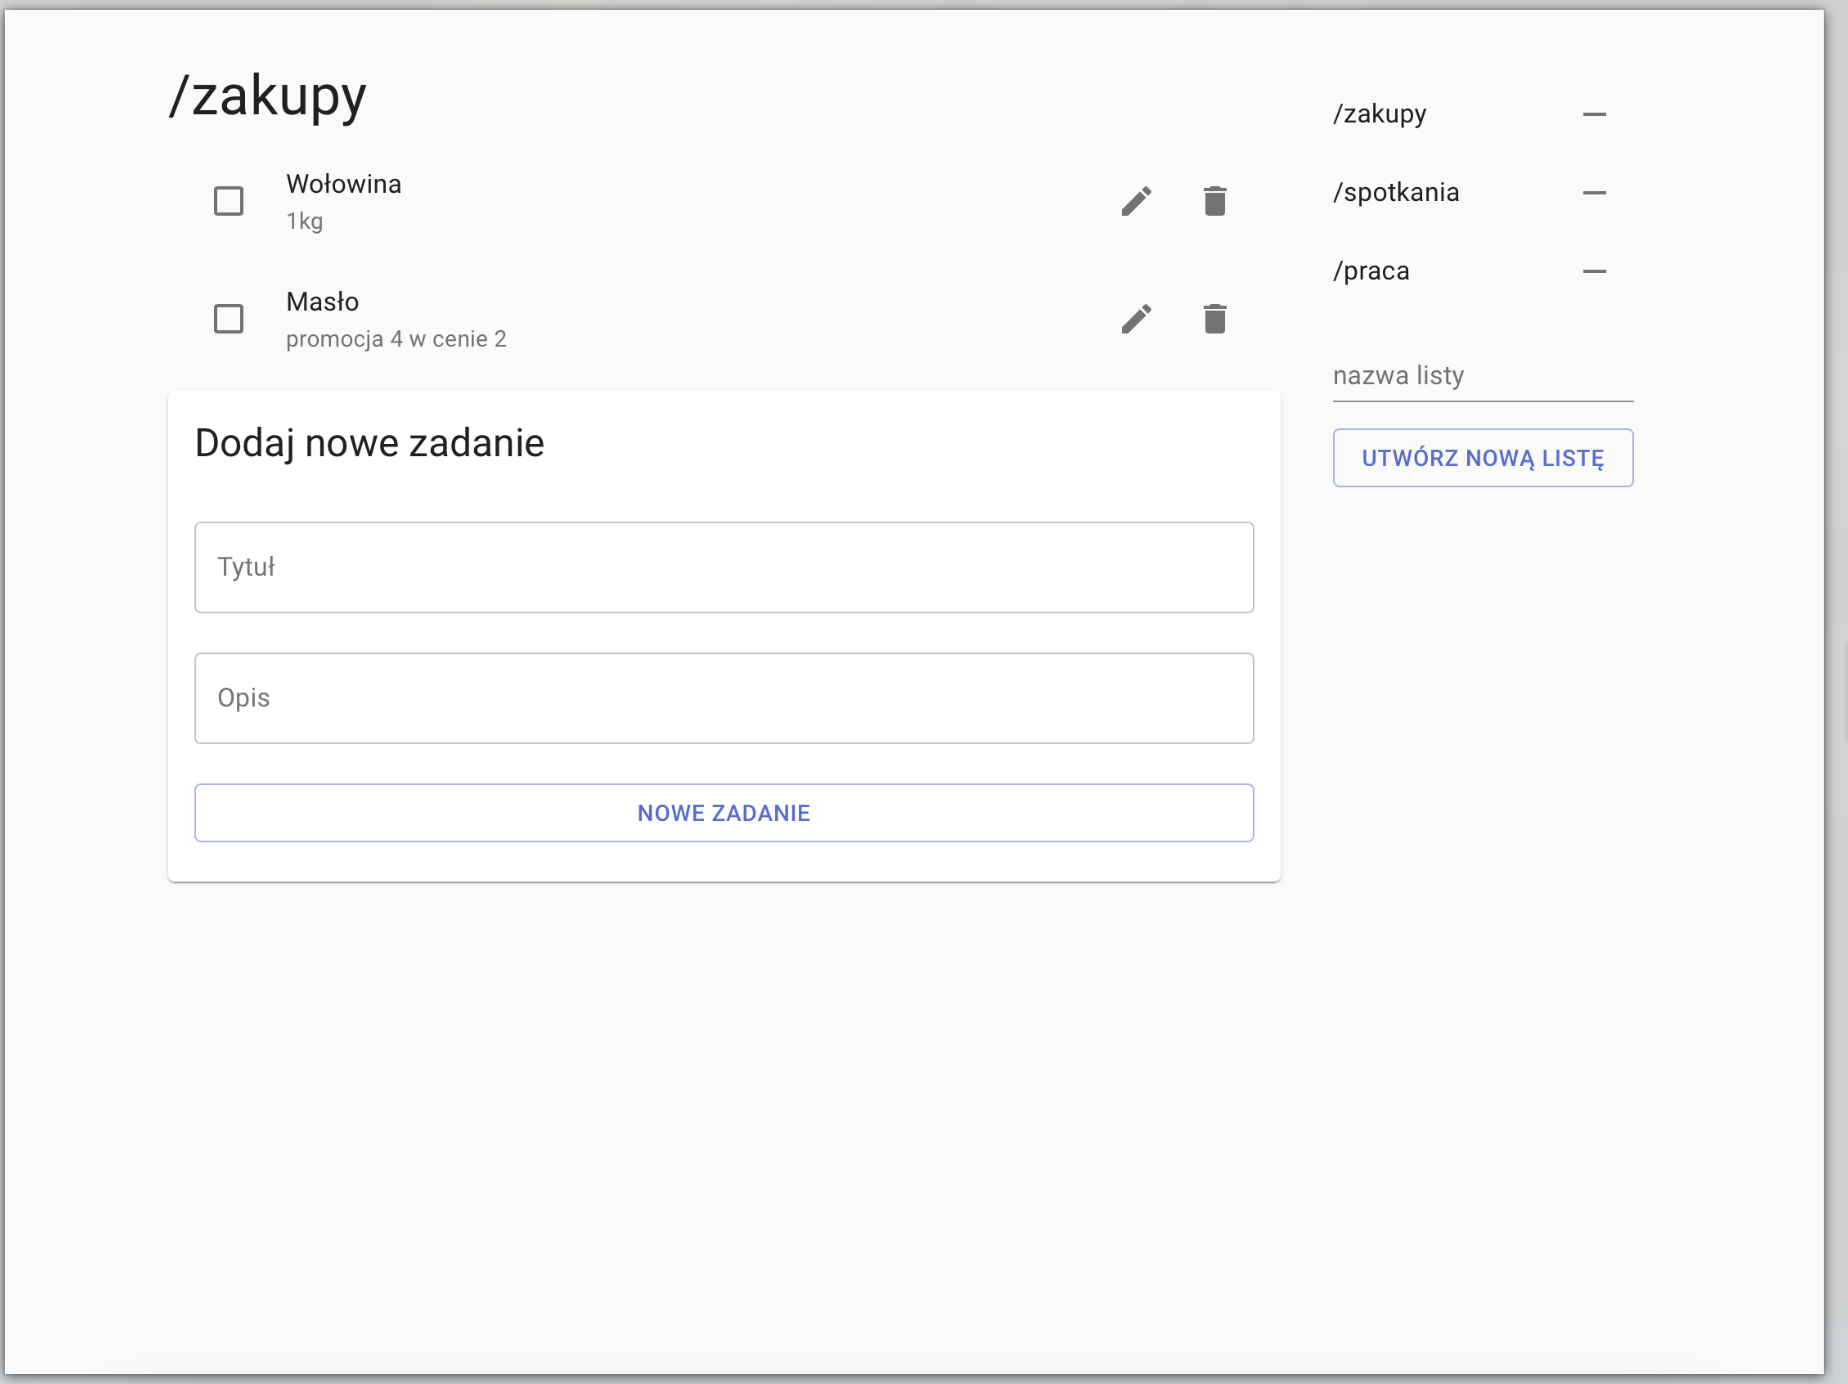 /zakupy
Wołowina
1kg
Masło
promocja 4 w cenie 2
Dodaj nowe zadanie
Tytuł
Opis
NOWE ZADANIE
/zakupy
/spotkania
/praca
nazwa listy
UTWÓRZ NOWĄ LISTĘ